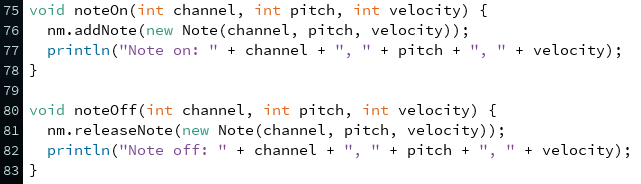 75 void noteOn(int channel, int pitch, int velocity) {
76   nm.addNote(new Note(channel, pitch, velocity));
77   println("Note on: " + channel + ", " + pitch + ", " + velocity);
78 }
79
80 void noteOff(int channel, int pitch, int velocity) {
81   nm.releaseNote(new Note(channel, pitch, velocity));
82   println("Note off: " + channel + ", " + pitch + ", " + velocity);
83 }